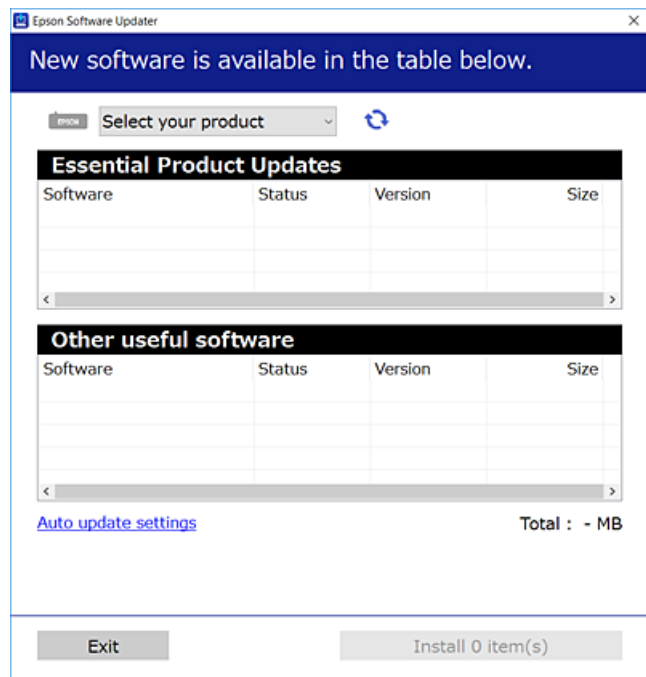 Epson Software Updater
New software is available in the table below.
EPSON Select your product
Essential Product Updates
Software Status Version Size
Other useful software
Software Status Version Size
Auto update settings Total : - MB
Exit Install 0 item(s)